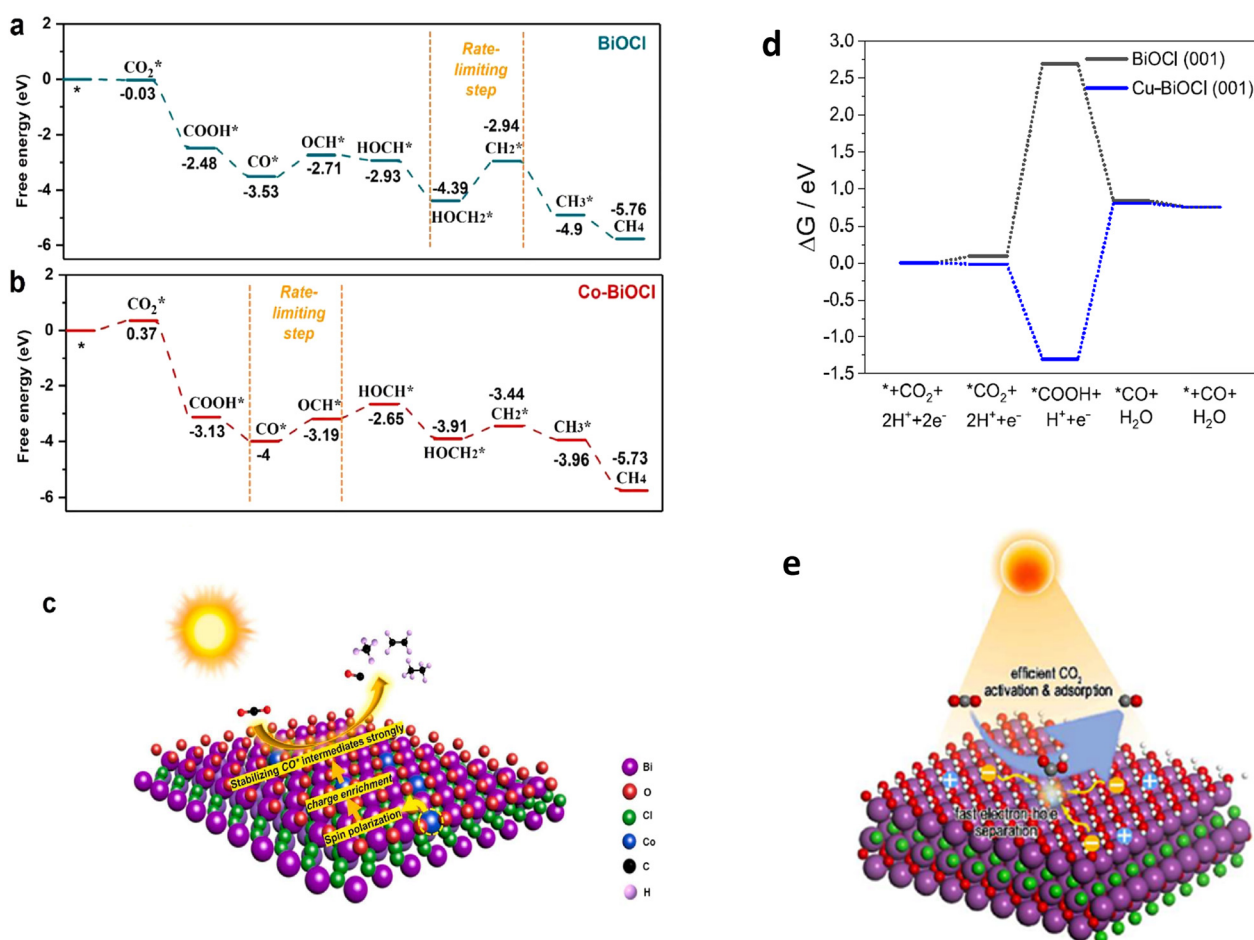 a
BiOCl
Free energy (eV)
2
0
-2
-4
-6
*
CO2*
-0.03
COOH*
-2.48
CO*
-3.53
OCH*
-2.71
HOCH*
-2.93
-4.39
HOCH2*
Rate-
limiting
step
-2.94
CH2*
CH3*
-4.9
-5.76
CH4
b
Co-BiOCl
Free energy (eV)
2
0
-2
-4
-6
*
CO2*
0.37
COOH*
-3.13
CO*
-4
Rate-
limiting
step
OCH*
-3.19
HOCH*
-2.65
-3.91
HOCH2*
-3.44
CH2*
CH3*
-3.96
-5.73
CH4
d
BiOCl (001)
Cu-BiOCl (001)
ΔG / eV
3.0
2.5
2.0
1.5
1.0
0.5
0.0
-0.5
-1.0
-1.5
*+CO₂+
2H⁺+2e⁻
*CO₂+
2H⁺+e⁻
*COOH+
H⁺+e⁻
*CO+
H₂O
*+CO+
H₂O
c
Stabilizing CO* intermediates strongly
charge enrichment
Spin polarization
Bi
O
Cl
Co
C
H
e
efficient CO₂
activation & adsorption
fast electron-hole
separation